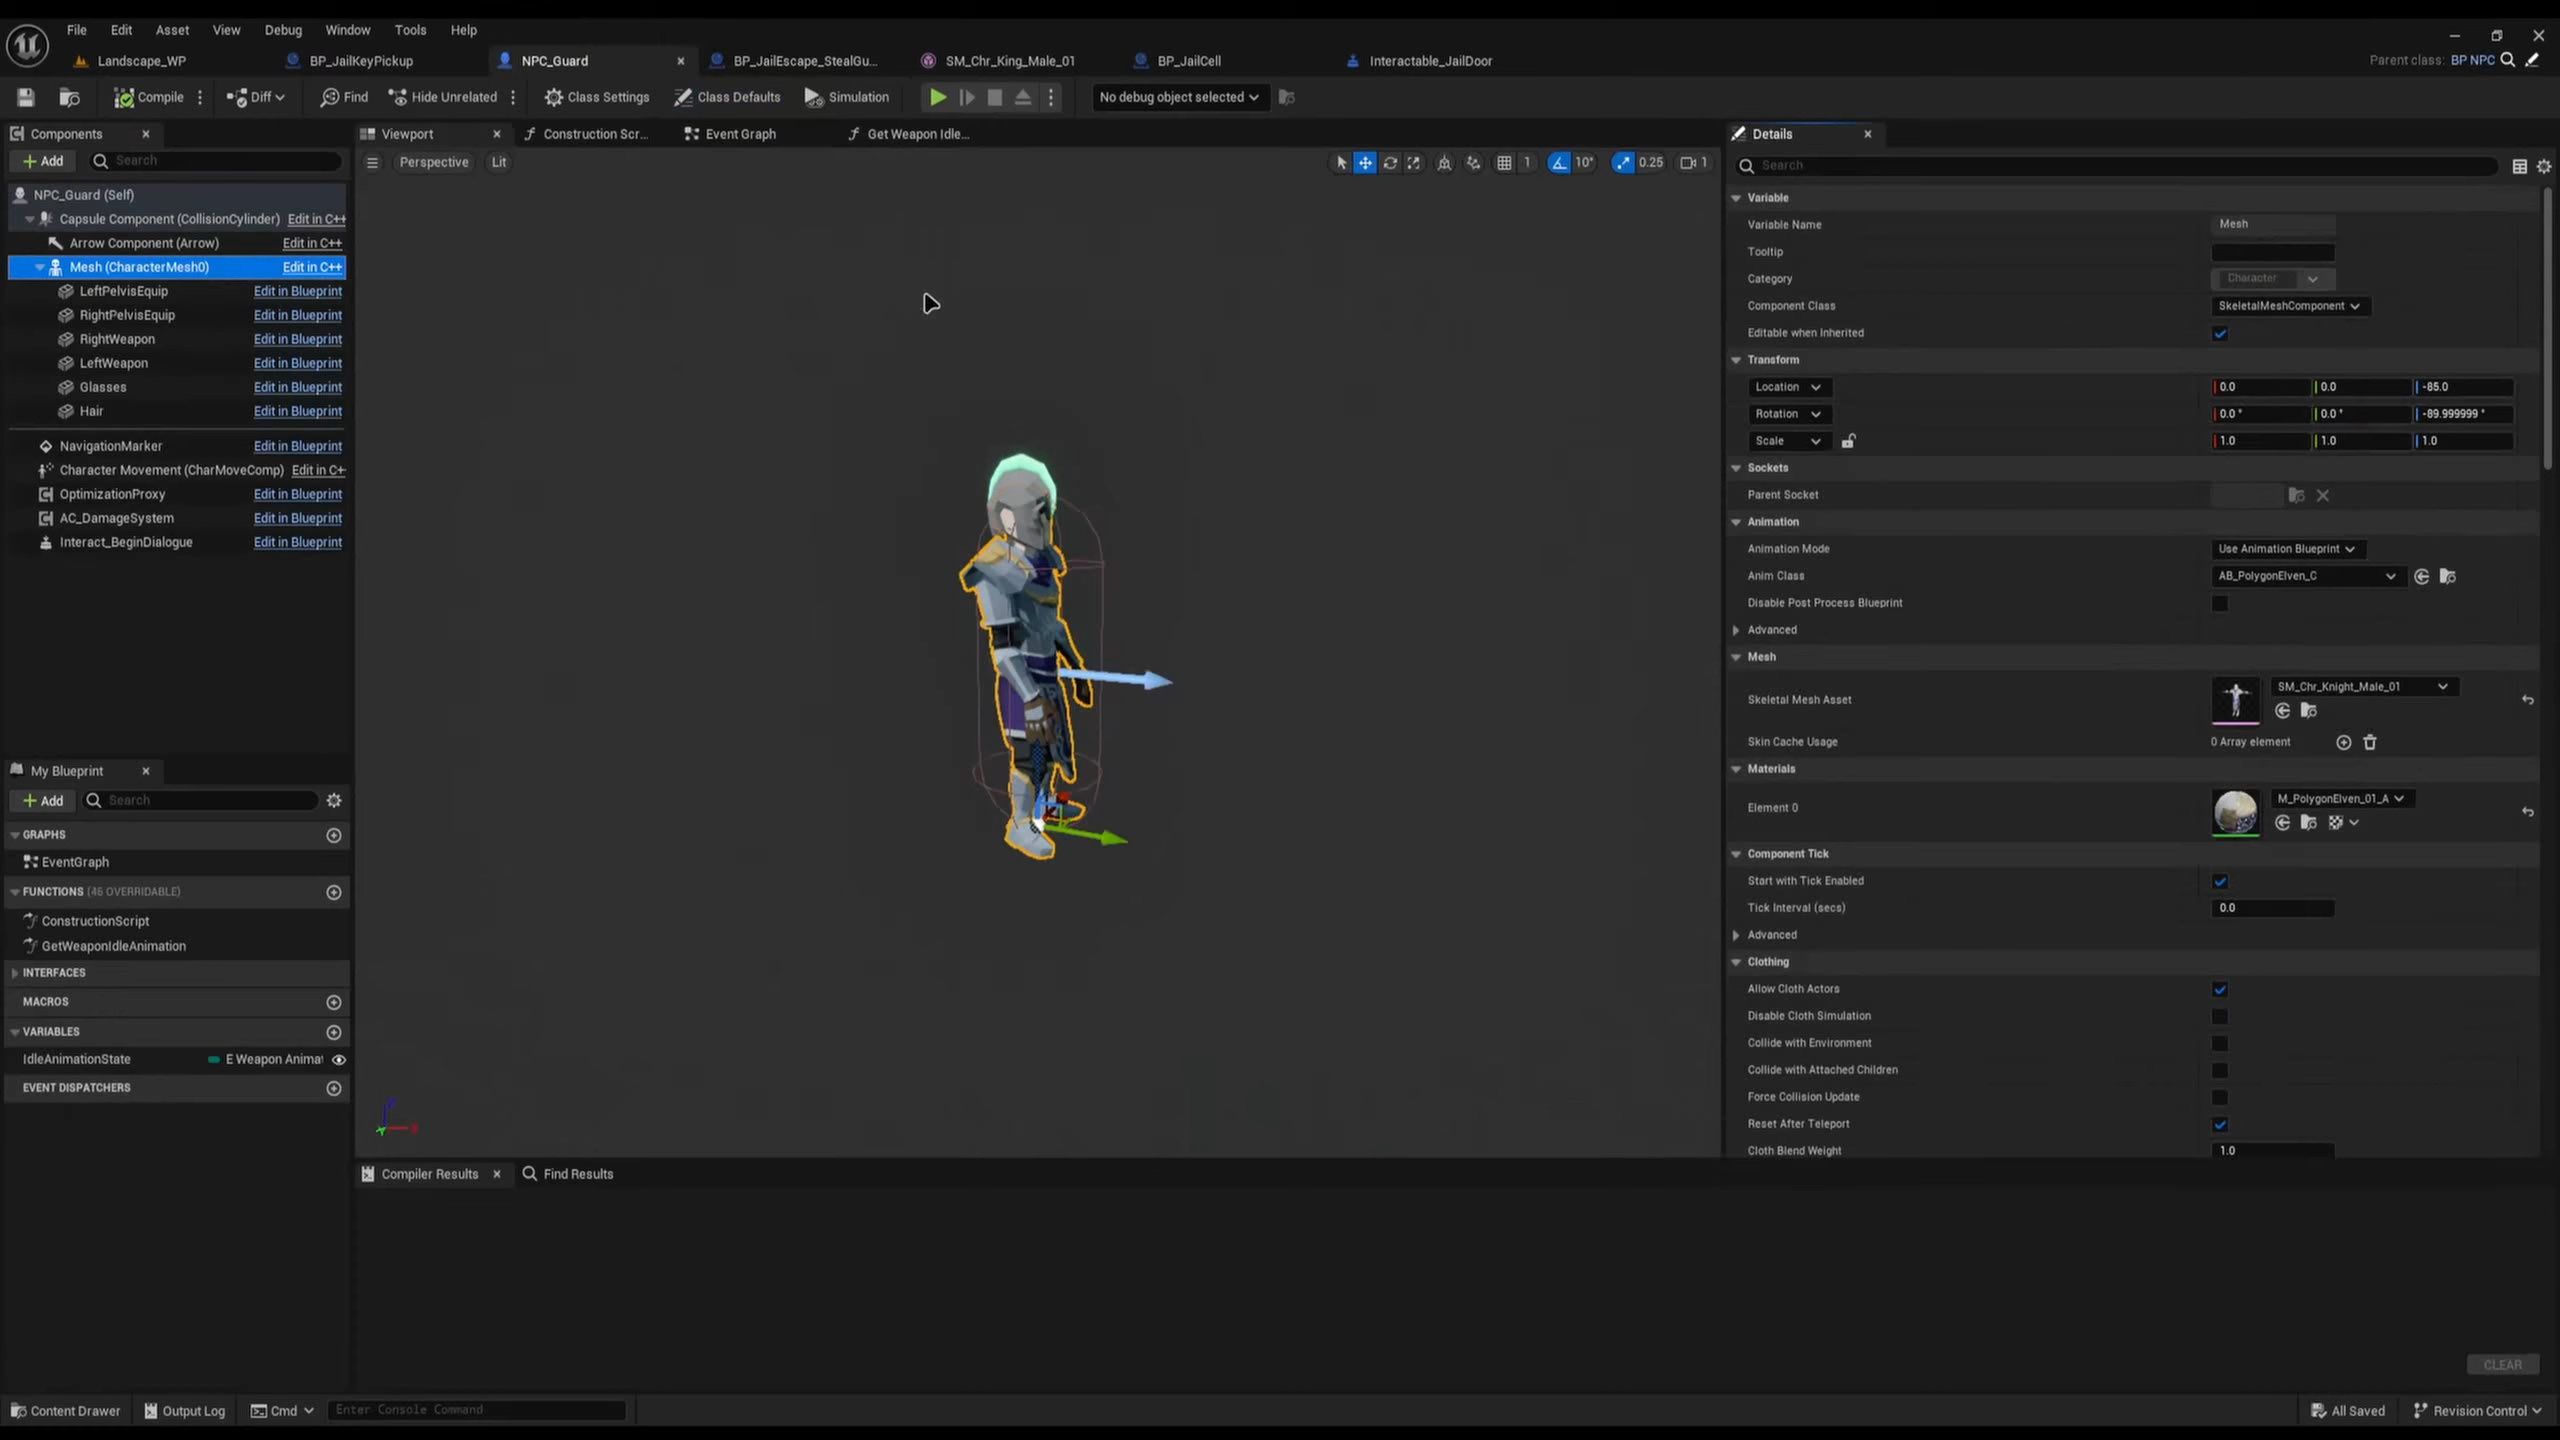 File Edit Asset View Debug Window Tools Help
Landscape_WP BP_JailKeyPickup NPC_Guard BP_JailEscape_StealGu... SM_Chr_King_Male_01 BP_JailCell Interactable_JailDoor Parent class: BP NPC
Compile Diff Find Hide Unrelated Class Settings Class Defaults Simulation No debug object selected
Components
Add Search
NPC_Guard (Self)
Capsule Component (CollisionCylinder) Edit in C++
Arrow Component (Arrow) Edit in C++
Mesh (CharacterMesh0) Edit in C++
LeftPelvisEquip Edit in Blueprint
RightPelvisEquip Edit in Blueprint
RightWeapon Edit in Blueprint
LeftWeapon Edit in Blueprint
Glasses Edit in Blueprint
Hair Edit in Blueprint
NavigationMarker Edit in Blueprint
Character Movement (CharMoveComp) Edit in C+
OptimizationProxy Edit in Blueprint
AC_DamageSystem Edit in Blueprint
Interact_BeginDialogue Edit in Blueprint
My Blueprint
Add Search
GRAPHS
EventGraph
FUNCTIONS (46 OVERRIDABLE)
ConstructionScript
GetWeaponIdleAnimation
INTERFACES
MACROS
VARIABLES
IdleAnimationState E Weapon Animat
EVENT DISPATCHERS
Viewport Construction Scr... Event Graph Get Weapon Idle...
Perspective Lit 1 10° 0.25 1
Compiler Results Find Results
CLEAR
Details
Search
Variable
Variable Name Mesh
Tooltip
Category Character
Component Class SkeletalMeshComponent
Editable when Inherited
Transform
Location 0.0 0.0 -85.0
Rotation 0.0 ° 0.0 ° -89.999999 °
Scale 1.0 1.0 1.0
Sockets
Parent Socket
Animation
Animation Mode Use Animation Blueprint
Anim Class AB_PolygonElven_C
Disable Post Process Blueprint
Advanced
Mesh
Skeletal Mesh Asset SM_Chr_Knight_Male_01
Skin Cache Usage 0 Array element
Materials
Element 0 M_PolygonElven_01_A
Component Tick
Start with Tick Enabled
Tick Interval (secs) 0.0
Advanced
Clothing
Allow Cloth Actors
Disable Cloth Simulation
Collide with Environment
Collide with Attached Children
Force Collision Update
Reset After Teleport
Cloth Blend Weight 1.0
Content Drawer Output Log Cmd Enter Console Command All Saved Revision Control